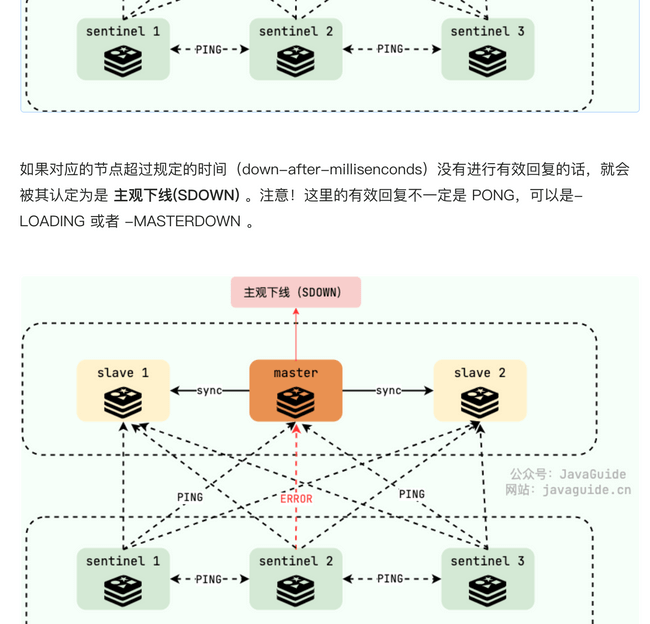 sentinel 1
sentinel 2
sentinel 3
PING
PING
如果对应的节点超过规定的时间（down-after-millisenconds）没有进行有效回复的话，就会
被其认定为是 主观下线(SDOWN) 。注意！这里的有效回复不一定是 PONG，可以是-
LOADING 或者 -MASTERDOWN 。
主观下线（SDOWN）
slave 1
master
slave 2
sync
sync
公众号：JavaGuide
网站：javaguide.cn
PING
ERROR
PING
sentinel 1
sentinel 2
sentinel 3
PING
PING